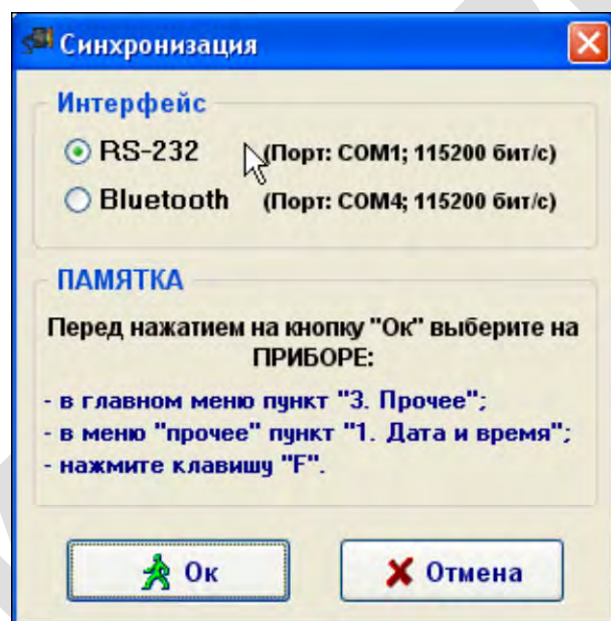 Синхронизация
Интерфейс
RS-232 (Порт: COM1; 115200 бит/с)
Bluetooth (Порт: COM4; 115200 бит/с)
ПАМЯТКА
Перед нажатием на кнопку "Ок" выберите на
ПРИБОРЕ:
- в главном меню пункт "3. Прочее";
- в меню "прочее" пункт "1. Дата и время";
- нажмите клавишу "F".
Ок
Отмена